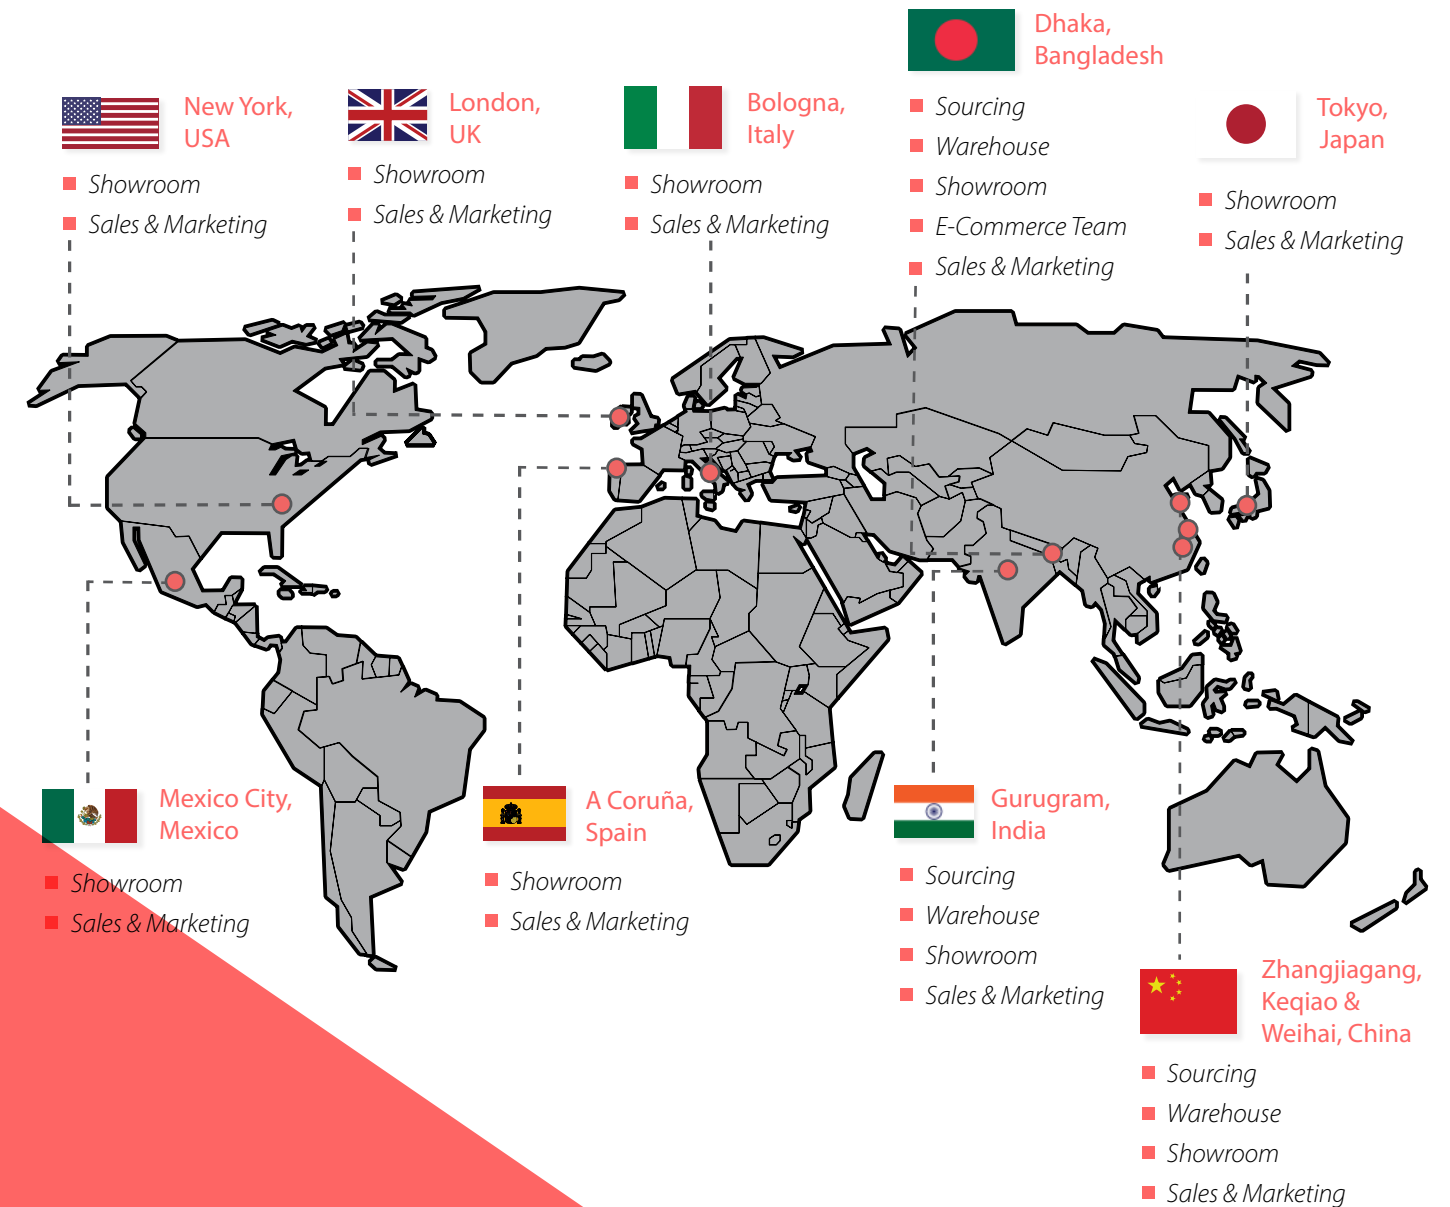 New York,
USA
Showroom
Sales & Marketing
London,
UK
Showroom
Sales & Marketing
Bologna,
Italy
Showroom
Sales & Marketing
Dhaka,
Bangladesh
Sourcing
Warehouse
Showroom
E-Commerce Team
Sales & Marketing
Tokyo,
Japan
Showroom
Sales & Marketing
Mexico City,
Mexico
Showroom
Sales & Marketing
A Coruña,
Spain
Showroom
Sales & Marketing
Gurugram,
India
Sourcing
Warehouse
Showroom
Sales & Marketing
Zhangjiagang,
Keqiao &
Weihai, China
Sourcing
Warehouse
Showroom
Sales & Marketing